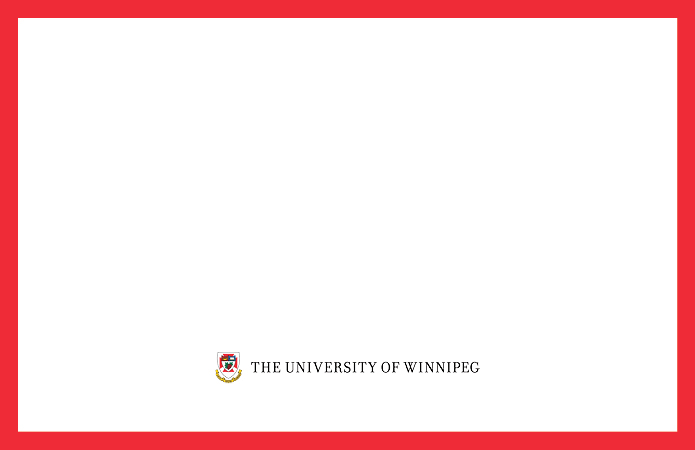 THE UNIVERSITY OF WINNIPEG